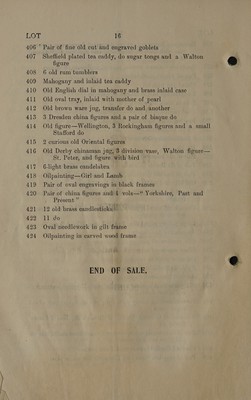 LOT 16
406 Pair of fine old cut and engraved goblets
407 Sheffield plated tea caddy, do sugar tongs and a Walton
figure
408 6 old rum tumblers
409 Mahogany and inlaid tea caddy
410 Old English dial in mahogany and brass inlaid case
411 Old oval tray, inlaid with mother of pearl
412 Old brown ware jug, transfer do and another
413 3 Dresden china figures and a pair of bisque do
414 Old figure—Wellington, 3 Rockingham figures and a small
Stafford do
415 2 curious old Oriental figures
416 Old Derby chinaman jug, 3 division vase, Walton figure—
St. Peter, and figure with bird
417 6-light brass candelabra
418 Oilpainting—Girl and Lamb
419 Pair of oval engravings in black frames
420 Pair of china figures and 4 vols—"Yorkshire, Past and
Present"
421 12 old brass candlesticks
422 11 do
423 Oval needlework in gilt frame
424 Oilpainting in carved wood frame
END OF SALE.